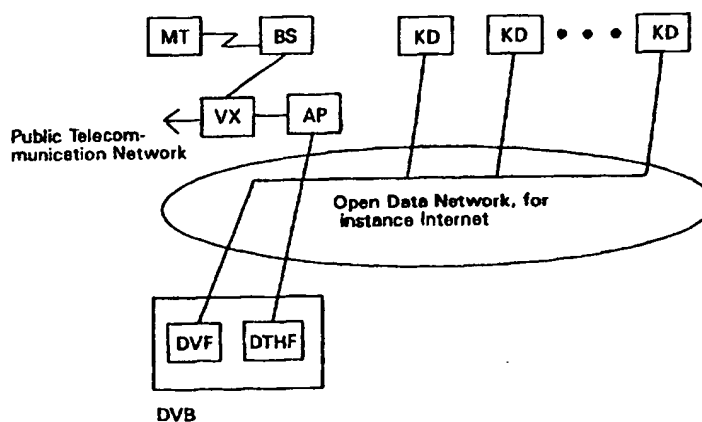 MT
BS
KD
KD
KD
VX
AP
Public Telecom-
munication Network
Open Data Network, for
instance Internet
DVF
DTHF
DVB